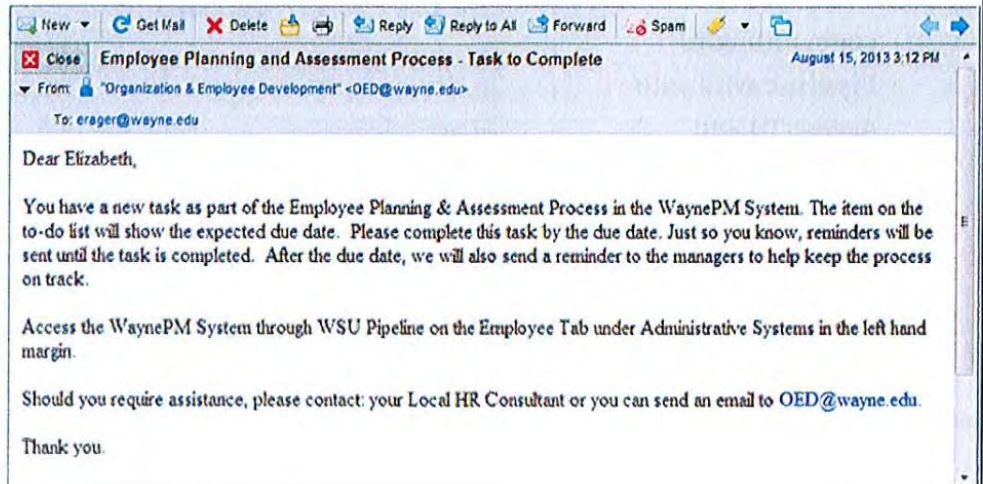 New Get Mail Delete Reply Reply to All Forward Spam
Close Employee Planning and Assessment Process - Task to Complete August 15, 2013 3:12 PM
From: "Organization & Employee Development" <OED@wayne.edu>
To: erager@wayne.edu
Dear Elizabeth,
You have a new task as part of the Employee Planning & Assessment Process in the WaynePM System. The item on the
to-do list will show the expected due date. Please complete this task by the due date. Just so you know, reminders will be
sent until the task is completed. After the due date, we will also send a reminder to the managers to help keep the process
on track.
Access the WaynePM System through WSU Pipeline on the Employee Tab under Administrative Systems in the left hand
margin.
Should you require assistance, please contact: your Local HR Consultant or you can send an email to OED@wayne.edu.
Thank you.